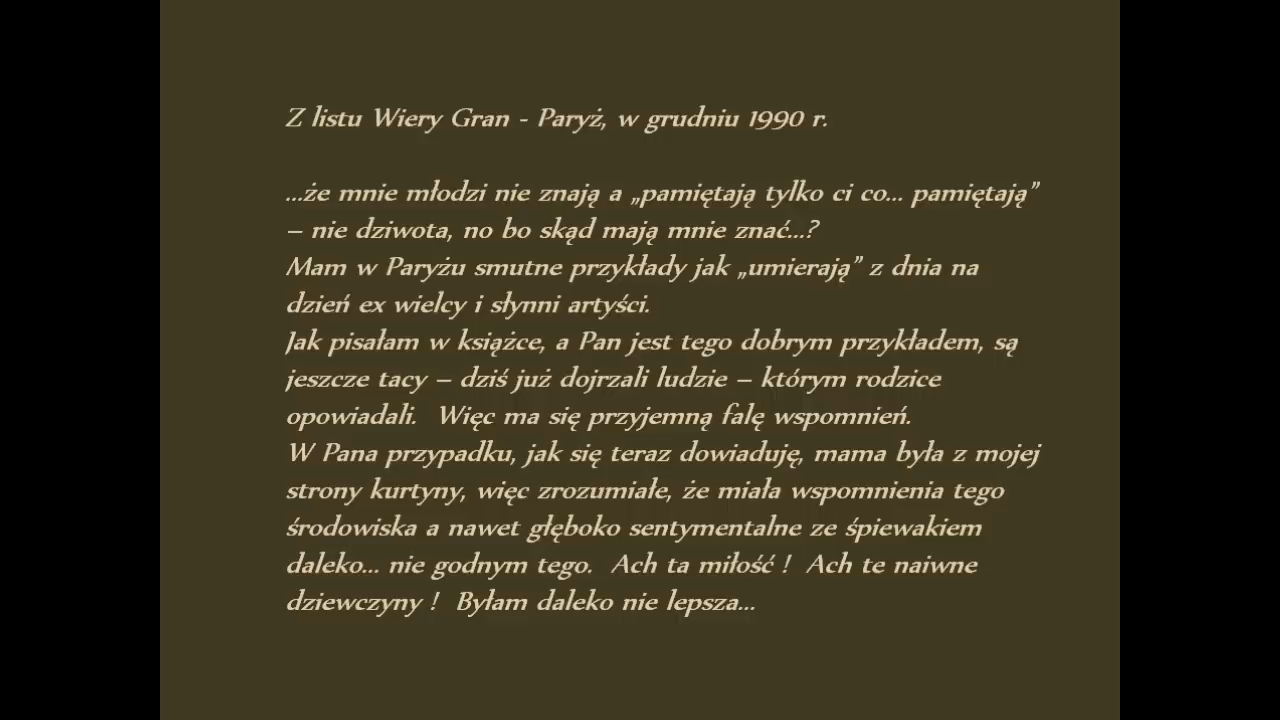 Z listu Wiery Gran - Paryż, w grudniu 1990 r.
...że mnie młodzi nie znają a „pamiętają tylko ci co... pamiętają”
– nie dziwota, no bo skąd mają mnie znać...?
Mam w Paryżu smutne przykłady jak „umierają” z dnia na
dzień ex wielcy i słynni artyści.
Jak pisałam w książce, a Pan jest tego dobrym przykładem, są
jeszcze tacy – dziś już dojrzali ludzie – którym rodzice
opowiadali.  Więc ma się przyjemną falę wspomnień.
W Pana przypadku, jak się teraz dowiaduję, mama była z mojej
strony kurtyny, więc zrozumiałe, że miała wspomnienia tego
środowiska a nawet głęboko sentymentalne ze śpiewakiem
daleko... nie godnym tego.  Ach ta miłość !  Ach te naiwne
dziewczyny !  Byłam daleko nie lepsza...